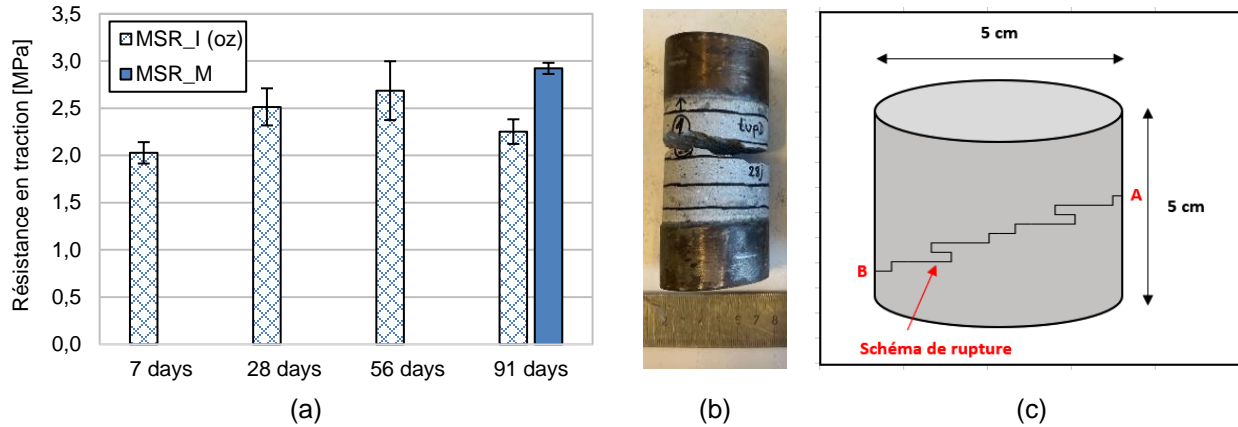 3,5
3,0
2,5
2,0
1,5
1,0
0,5
0,0
Résistance en traction [MPa]
MSR_I (oz)
MSR_M
7 days
28 days
56 days
91 days
(a)
28j
(b)
5 cm
5 cm
A
B
Schéma de rupture
(c)